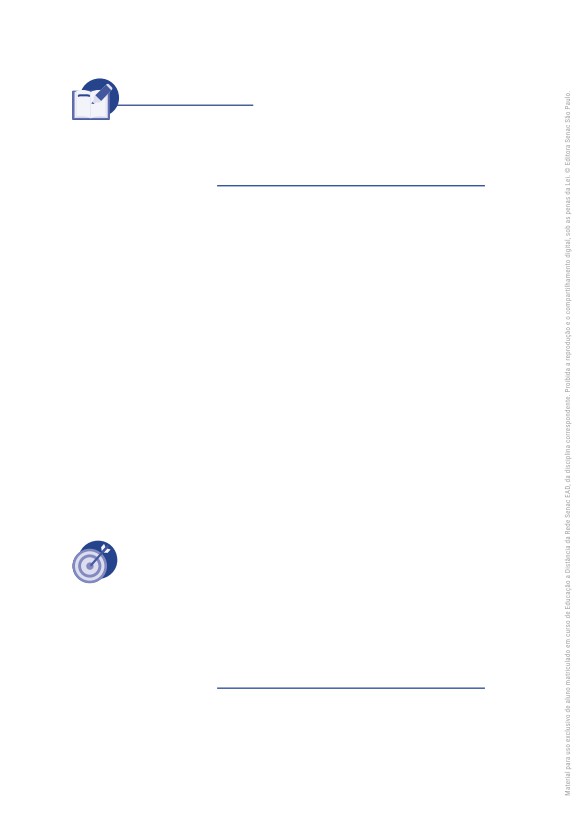 Material para uso exclusivo de aluno matriculado em curso de Educação a Distância da Rede Senac EAD, da disciplina correspondente. Proibida a reprodução e o compartilhamento digital, sob as penas da Lei. © Editora Senac São Paulo.